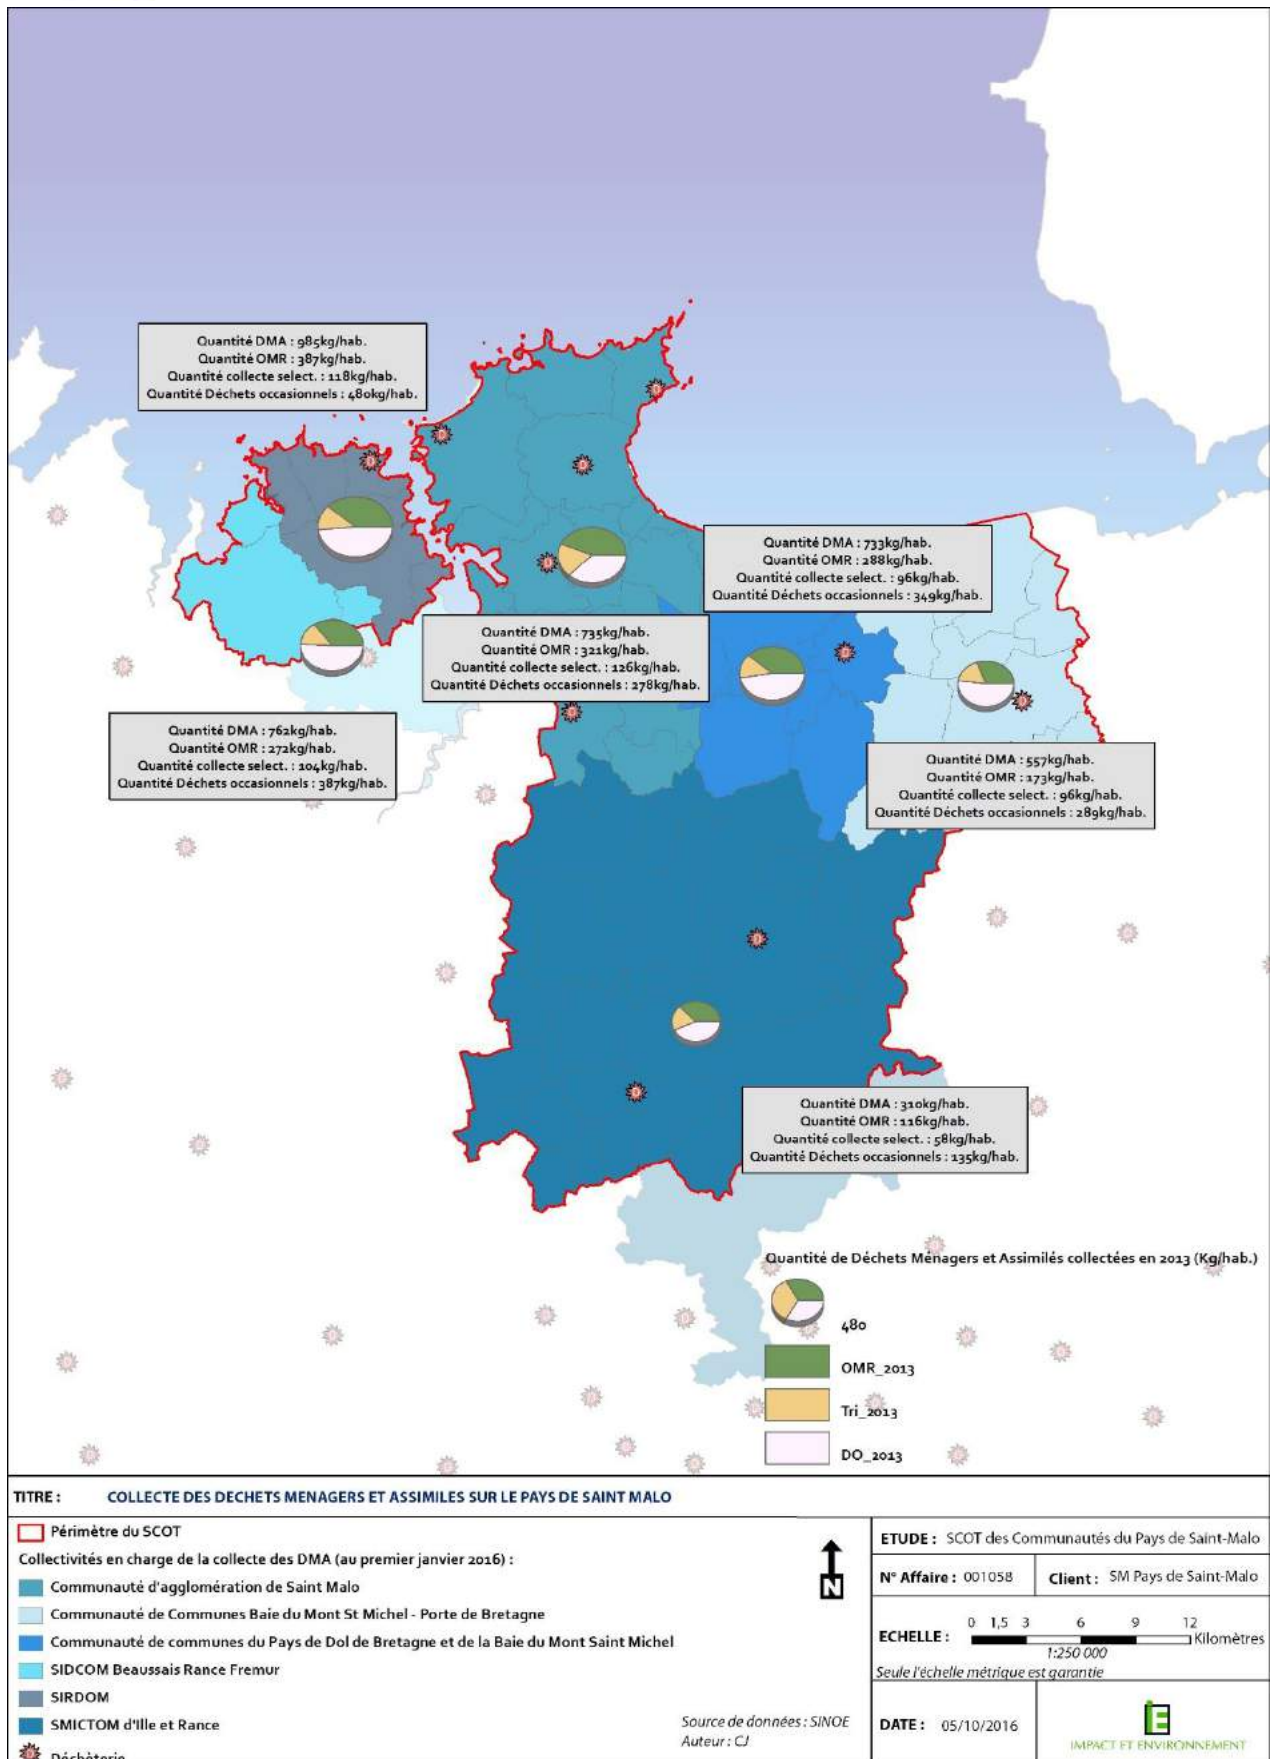 Quantité DMA : 985kg/hab.
Quantité OMR : 387kg/hab.
Quantité collecte select. : 118kg/hab.
Quantité Déchets occasionnels : 480kg/hab.
Quantité DMA : 733kg/hab.
Quantité OMR : 288kg/hab.
Quantité collecte select. : 96kg/hab.
Quantité Déchets occasionnels : 349kg/hab.
Quantité DMA : 735kg/hab.
Quantité OMR : 321kg/hab.
Quantité collecte select. : 126kg/hab.
Quantité Déchets occasionnels : 278kg/hab.
Quantité DMA : 762kg/hab.
Quantité OMR : 272kg/hab.
Quantité collecte select. : 104kg/hab.
Quantité Déchets occasionnels : 387kg/hab.
Quantité DMA : 557kg/hab.
Quantité OMR : 173kg/hab.
Quantité collecte select. : 96kg/hab.
Quantité Déchets occasionnels : 289kg/hab.
Quantité DMA : 310kg/hab.
Quantité OMR : 116kg/hab.
Quantité collecte select. : 58kg/hab.
Quantité Déchets occasionnels : 135kg/hab.
Quantité de Déchets Ménagers et Assimilés collectées en 2013 (Kg/hab.)
480
OMR_2013
Tri_2013
DO_2013
TITRE : COLLECTE DES DECHETS MENAGERS ET ASSIMILES SUR LE PAYS DE SAINT MALO
Périmètre du SCOT
Collectivités en charge de la collecte des DMA (au premier janvier 2016) :
Communauté d'agglomération de Saint Malo
Communauté de Communes Baie du Mont St Michel - Porte de Bretagne
Communauté de communes du Pays de Dol de Bretagne et de la Baie du Mont Saint Michel
SIDCOM Beaussais Rance Fremur
SIRDOM
SMICTOM d'Ille et Rance
Déchèterie
N
Source de données : SINOE
Auteur : CJ
ETUDE : SCOT des Communautés du Pays de Saint-Malo
N° Affaire : 001058
Client : SM Pays de Saint-Malo
ECHELLE :
0 1,5 3 6 9 12
Kilomètres
1:250 000
Seule l'échelle métrique est garantie
DATE : 05/10/2016
IE
IMPACT ET ENVIRONNEMENT